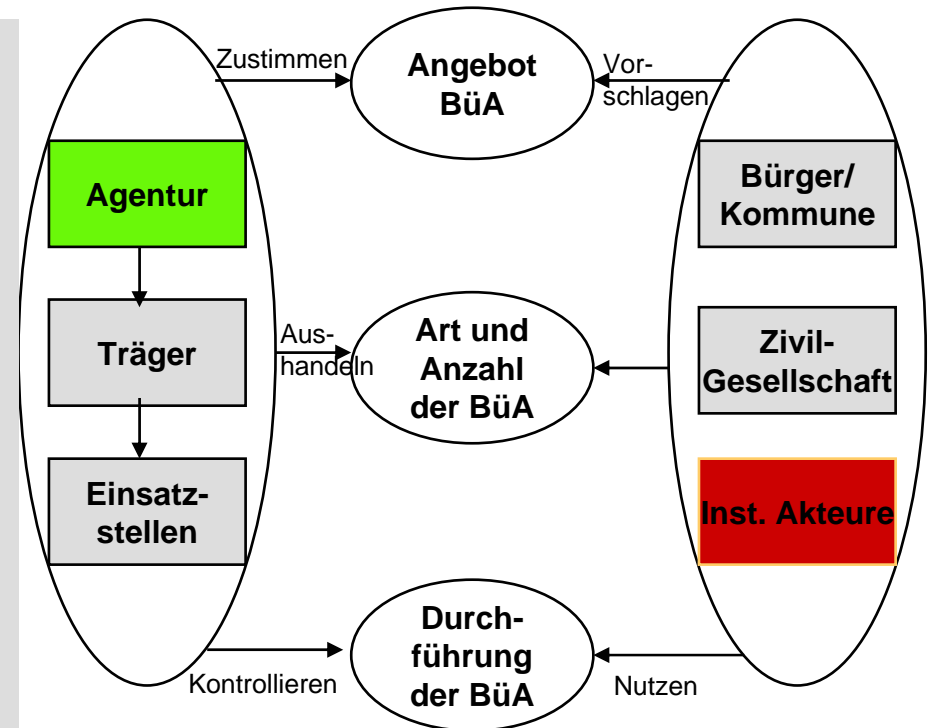 Zustimmen
Angebot
BüA
Vor-
schlagen
Agentur
Bürger/
Kommune
Träger
Aus-
handeln
Art und
Anzahl
der BüA
Zivil-
Gesellschaft
Einsatz-
stellen
Inst. Akteure
Durch-
führung
der BüA
Kontrollieren
Nutzen